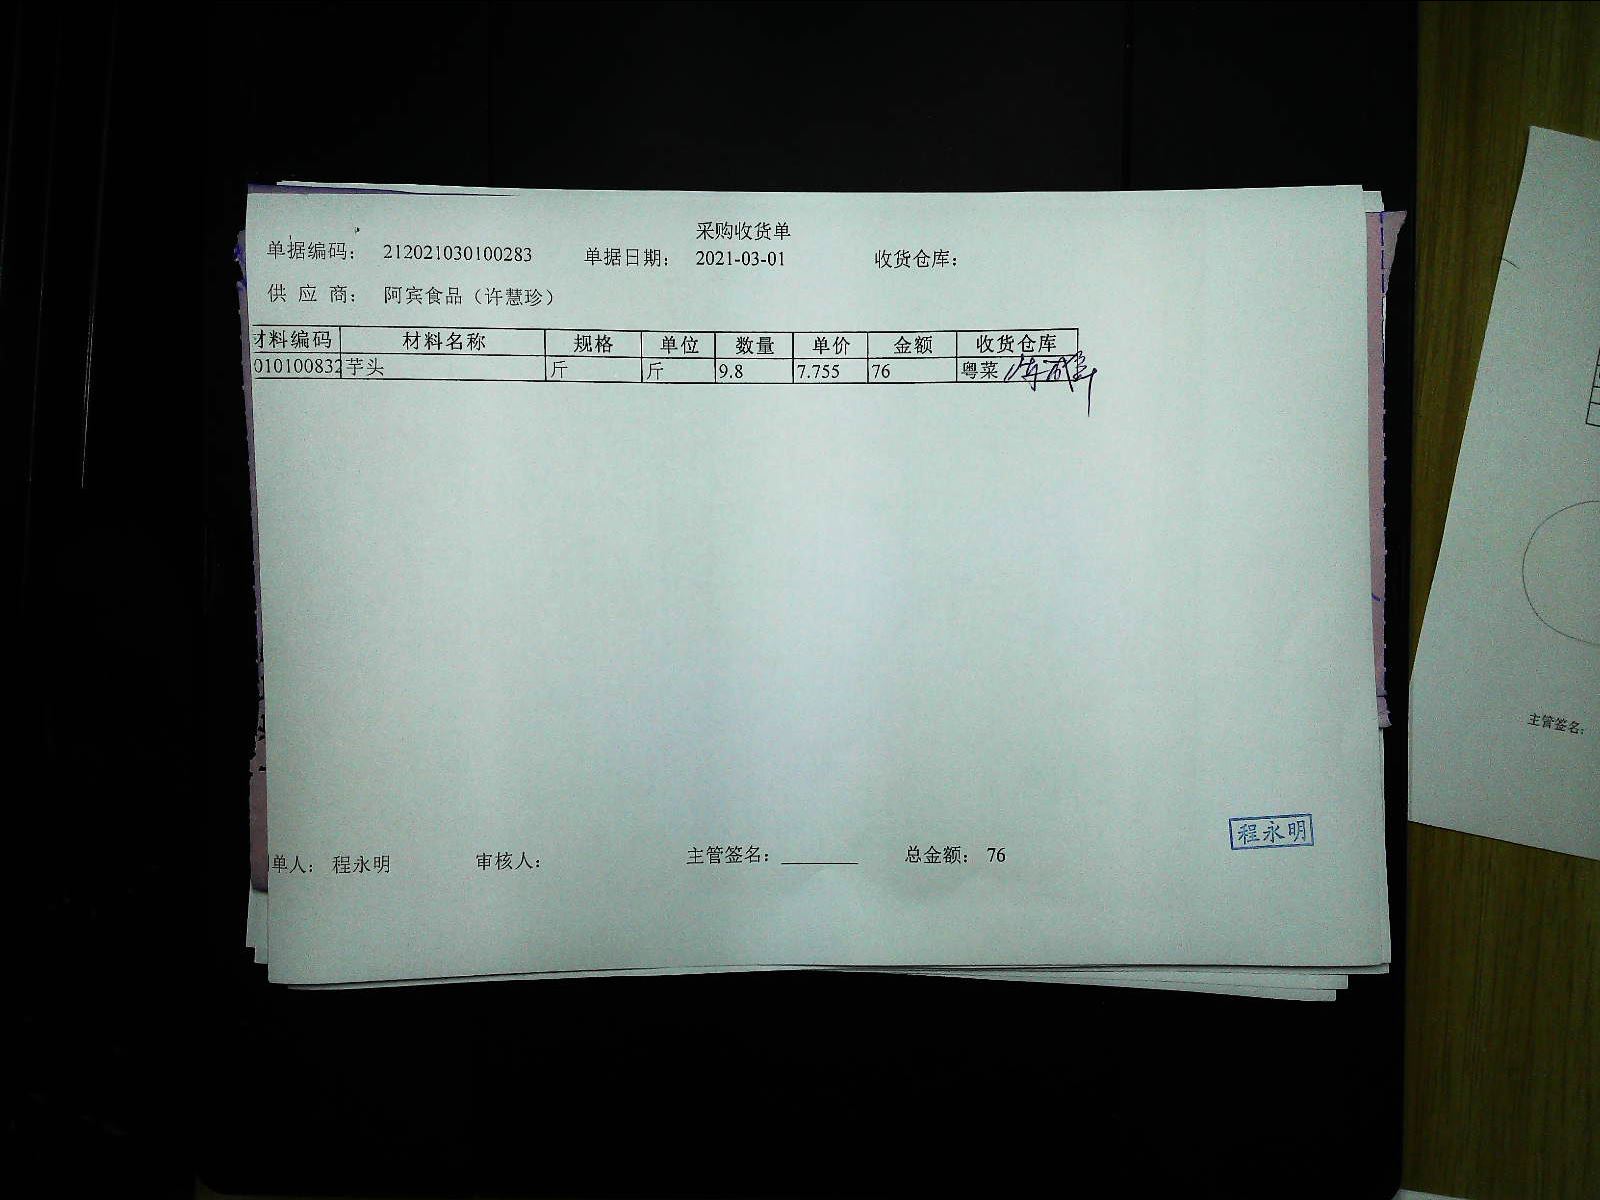 采购收货单
单据编码： 212021030100283 单据日期： 2021-03-01 收货仓库：
供 应 商： 阿宾食品（许慧珍）
材料编码 材料名称 规格 单位 数量 单价 金额 收货仓库
010100832 芋头 斤 斤 9.8 7.755 76 粤菜
程永明
单人： 程永明 审核人： 主管签名： ________ 总金额： 76
主管签名: